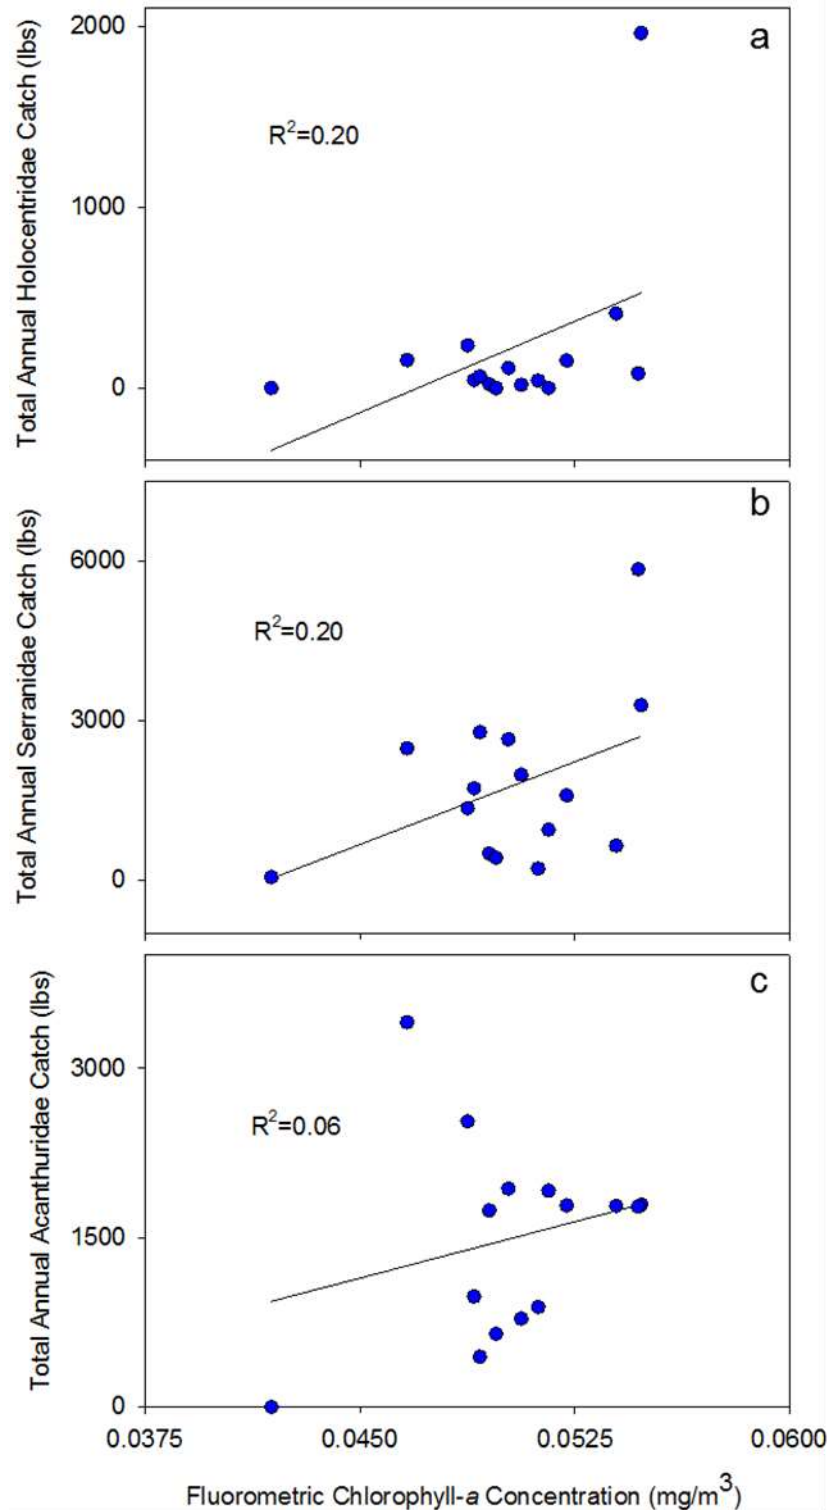 a
Total Annual Holocentridae Catch (lbs)
2000
1000
0
R²=0.20
b
Total Annual Serranidae Catch (lbs)
6000
3000
0
R²=0.20
c
Total Annual Acanthuridae Catch (lbs)
3000
1500
0
R²=0.06
0.0375 0.0450 0.0525 0.0600
Fluorometric Chlorophyll-a Concentration (mg/m³)